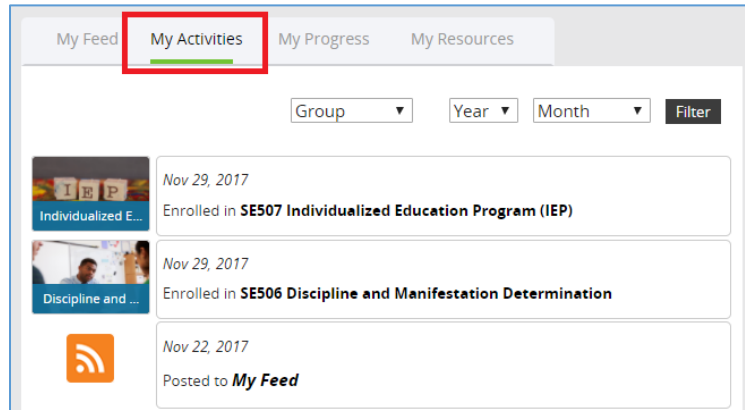 My Feed My Activities My Progress My Resources
Group Year Month Filter
IEP
Individualized E...
Nov 29, 2017
Enrolled in SE507 Individualized Education Program (IEP)
Discipline and ...
Nov 29, 2017
Enrolled in SE506 Discipline and Manifestation Determination
Nov 22, 2017
Posted to My Feed